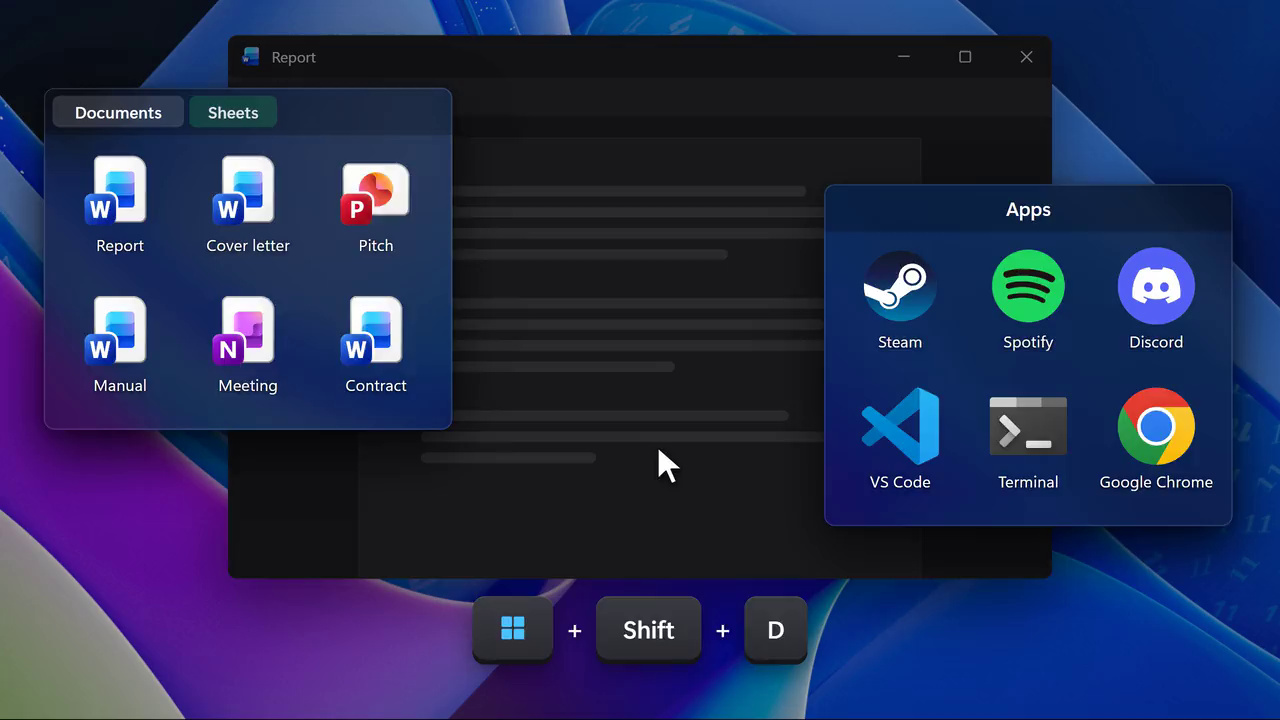 Report
Documents
Sheets
W
Report
W
Cover letter
P
Pitch
W
Manual
N
Meeting
W
Contract
Apps
Steam
Spotify
Discord
VS Code
>_
Terminal
Google Chrome
+ Shift + D